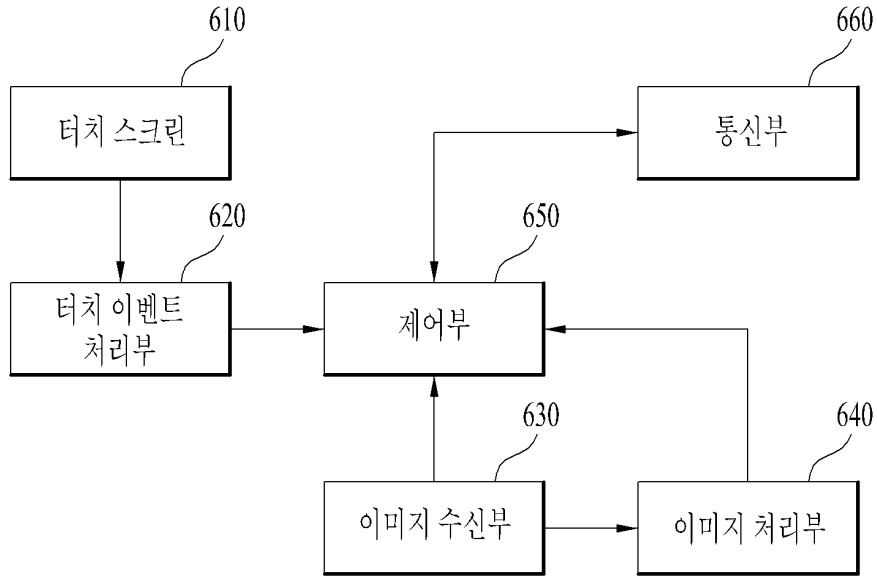 610
터치 스크린
660
통신부
620
터치 이벤트
처리부
650
제어부
630
이미지 수신부
640
이미지 처리부